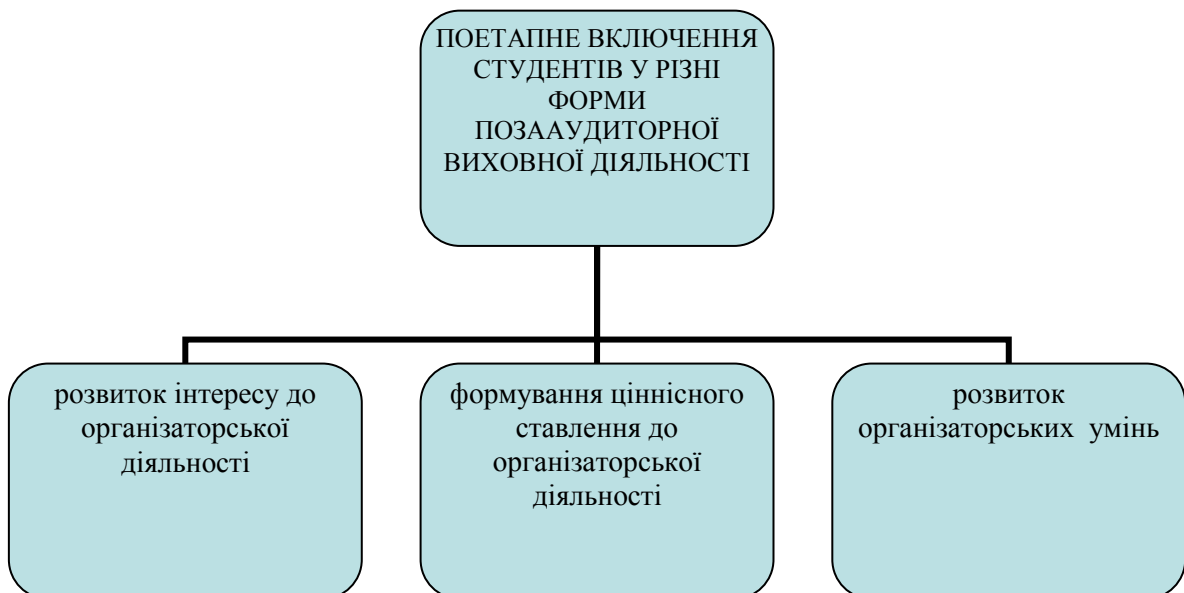 ПОЕТАПНЕ ВКЛЮЧЕННЯ
СТУДЕНТІВ У РІЗНІ
ФОРМИ
ПОЗААУДИТОРНОЇ
ВИХОВНОЇ ДІЯЛЬНОСТІ
розвиток інтересу до
організаторської
діяльності
формування ціннісного
ставлення до
організаторської
діяльності
розвиток
організаторських умінь